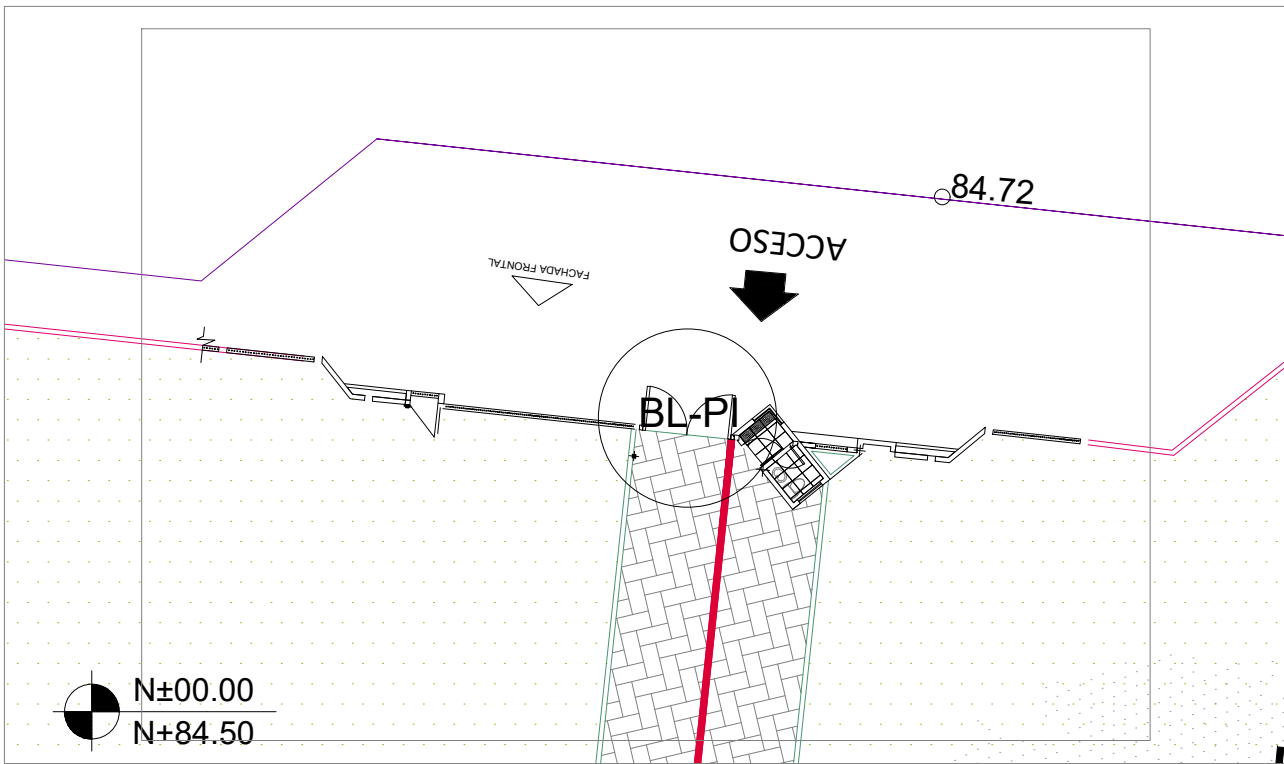 84.72
ACCESO
FACHADA FRONTAL
BL-PI
N±00.00
N+84.50